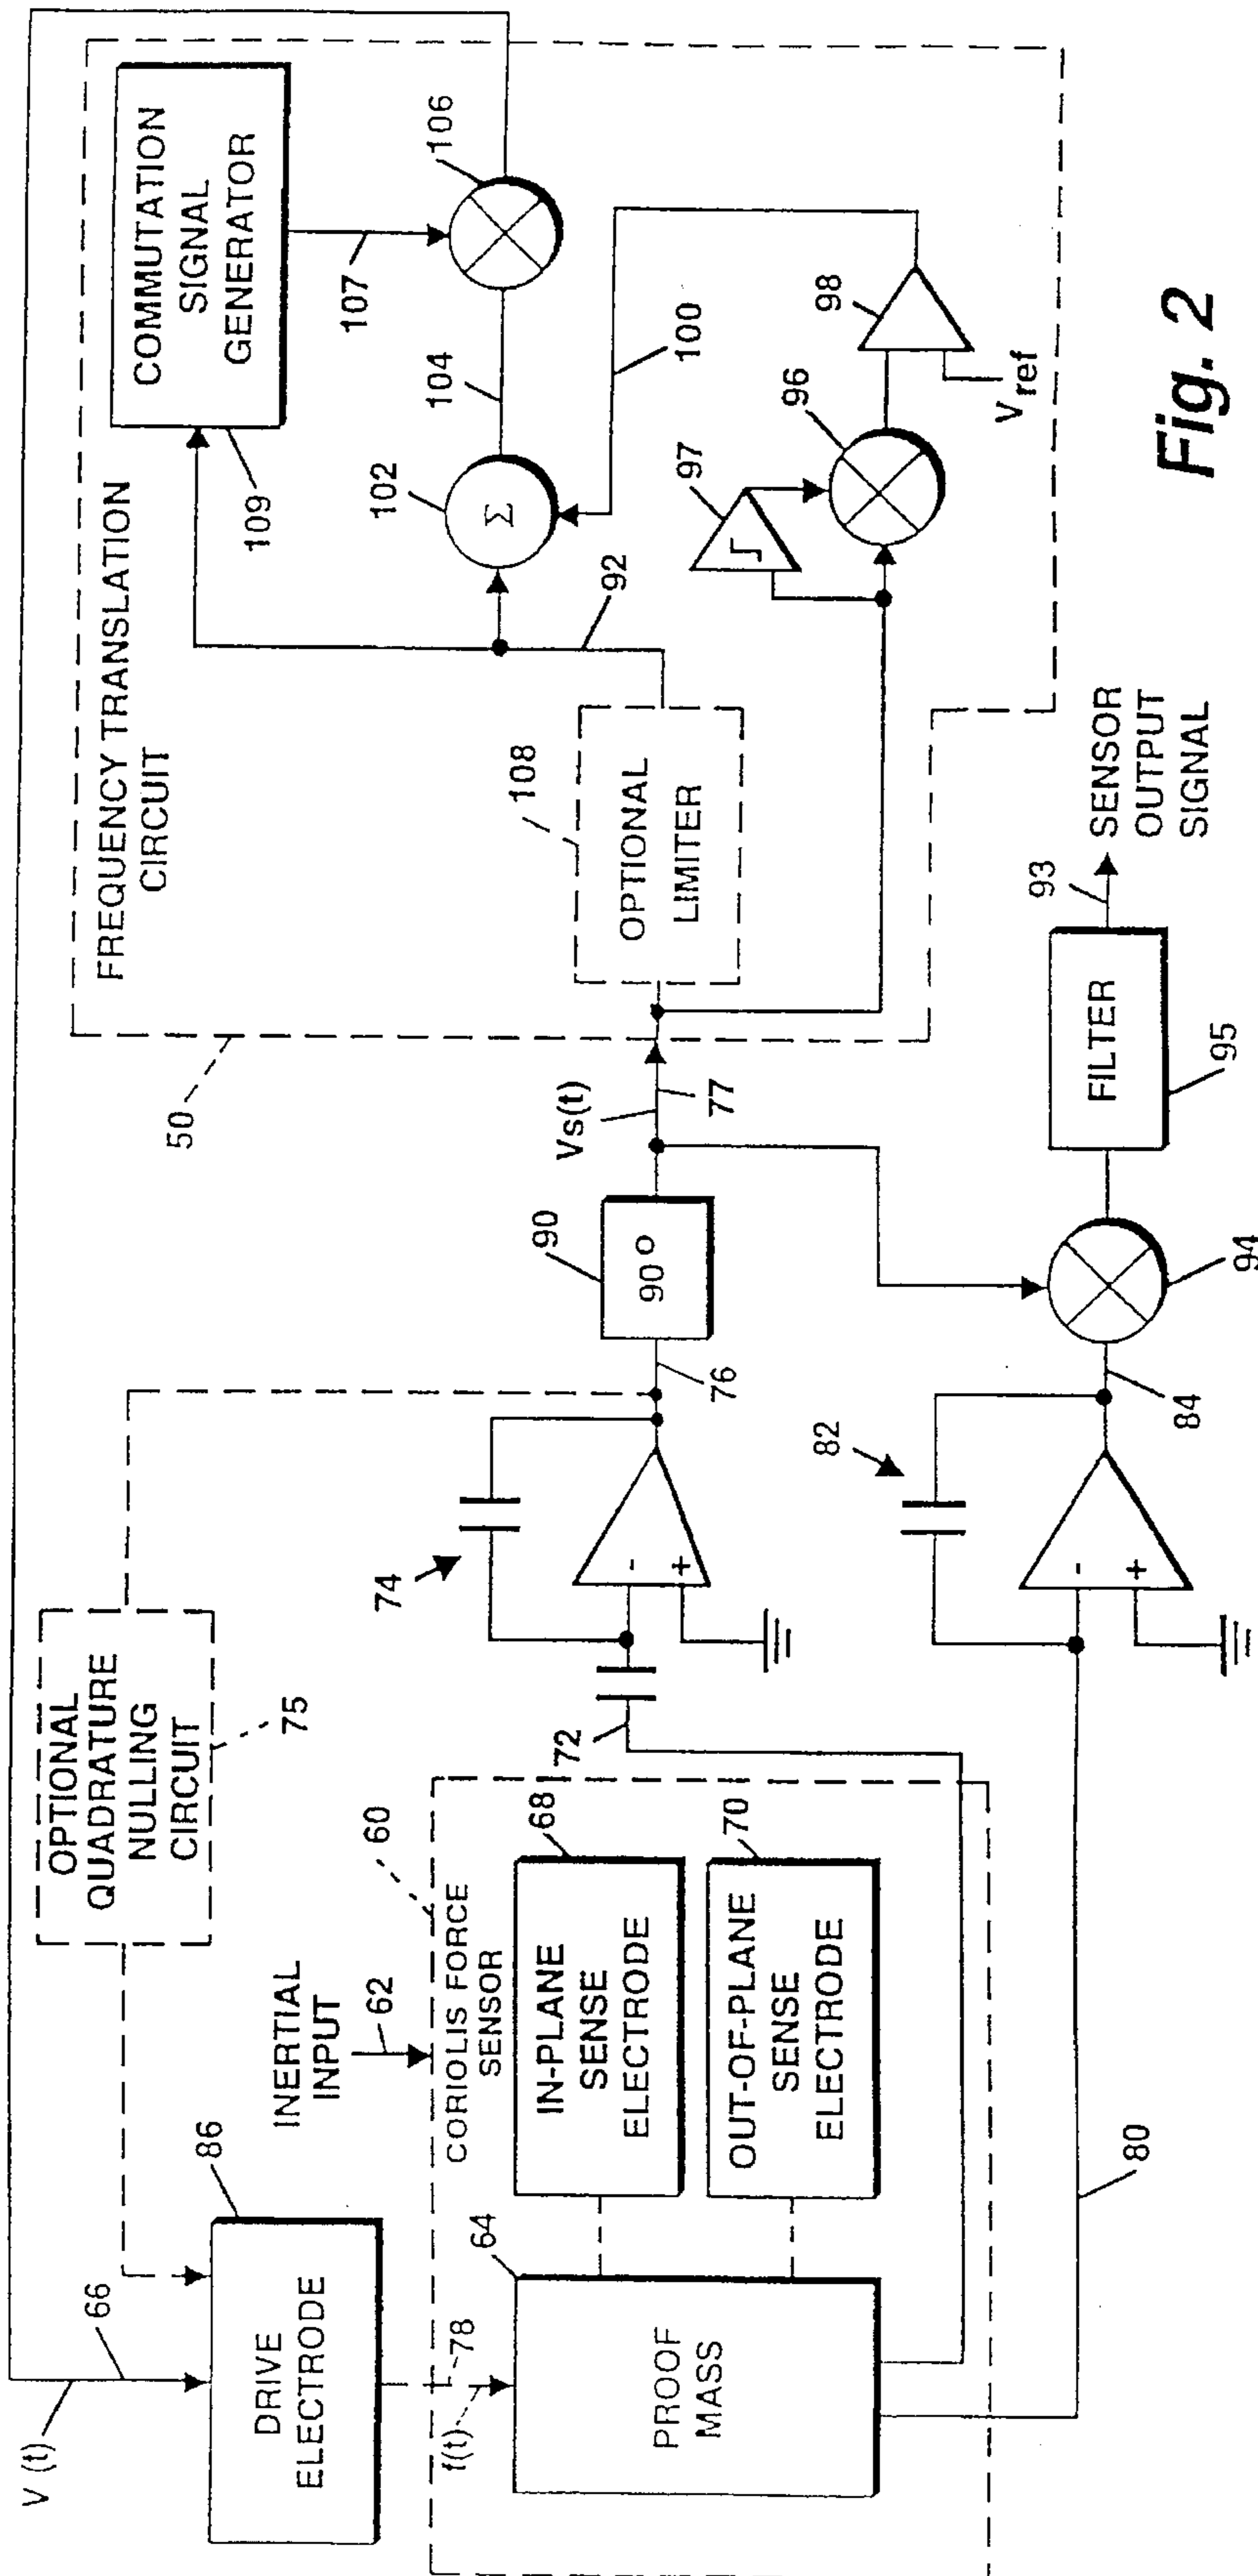 V (t)
66
86
DRIVE
ELECTRODE
OPTIONAL
QUADRATURE
NULLING
CIRCUIT
75
INERTIAL
INPUT
62
60
CORIOLIS FORCE
SENSOR
f(t)
78
64
PROOF
MASS
IN-PLANE
SENSE
ELECTRODE
68
OUT-OF-PLANE
SENSE
ELECTRODE
70
72
74
-
+
76
90
90°
Vs(t)
77
80
82
-
+
84
94
FILTER
95
93
SENSOR
OUTPUT
SIGNAL
50
FREQUENCY TRANSLATION
CIRCUIT
108
OPTIONAL
LIMITER
92
109
COMMUTATION
SIGNAL
GENERATOR
107
102
Σ
104
106
100
97
96
98
V ref
Fig. 2